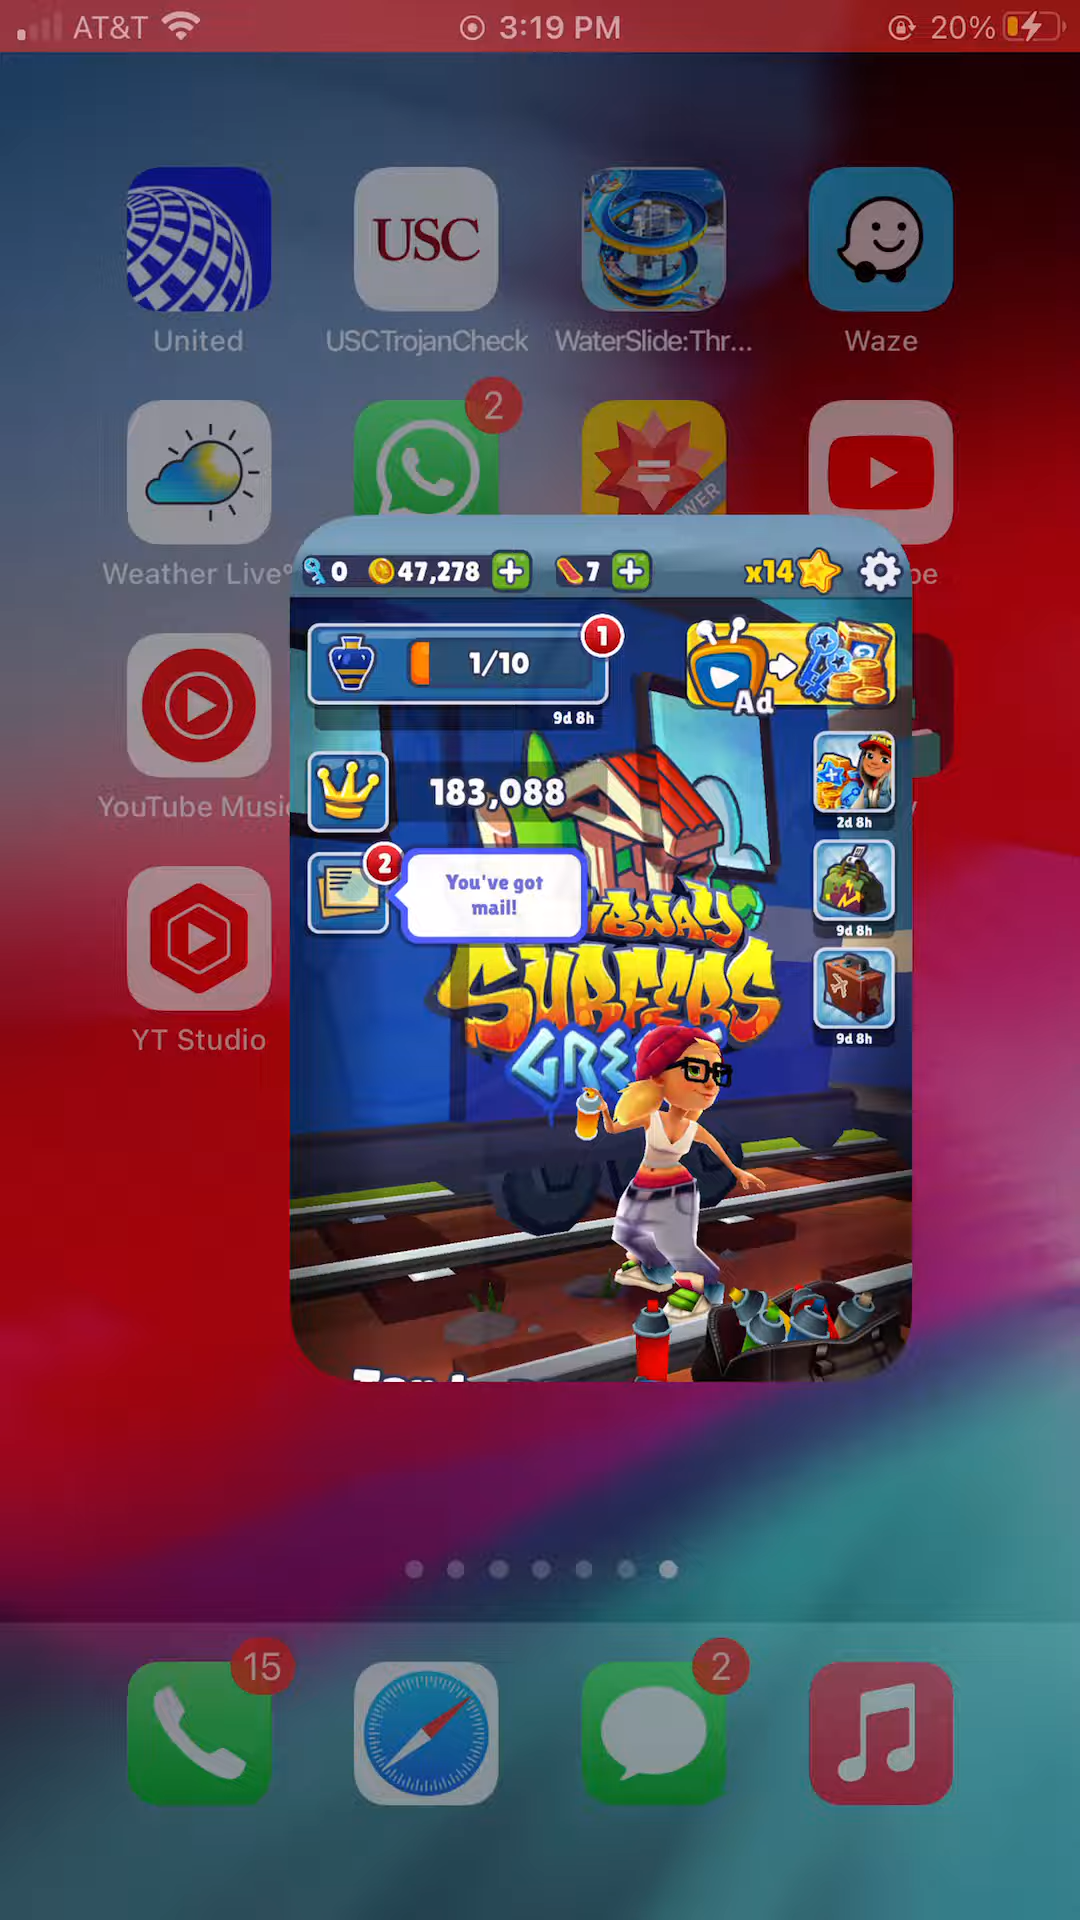 AT&T 3:19 PM 20%
United USCTrojanCheck WaterSlide:Thr... Waze
USC
2
Weather Live°
0 47,278 7 x14
1/10 1
Ad
9d 8h
YouTube Musi
183,088
2d 8h
2
You've got
mail!
9d 8h
SURFERS
9d 8h
YT Studio
15 2